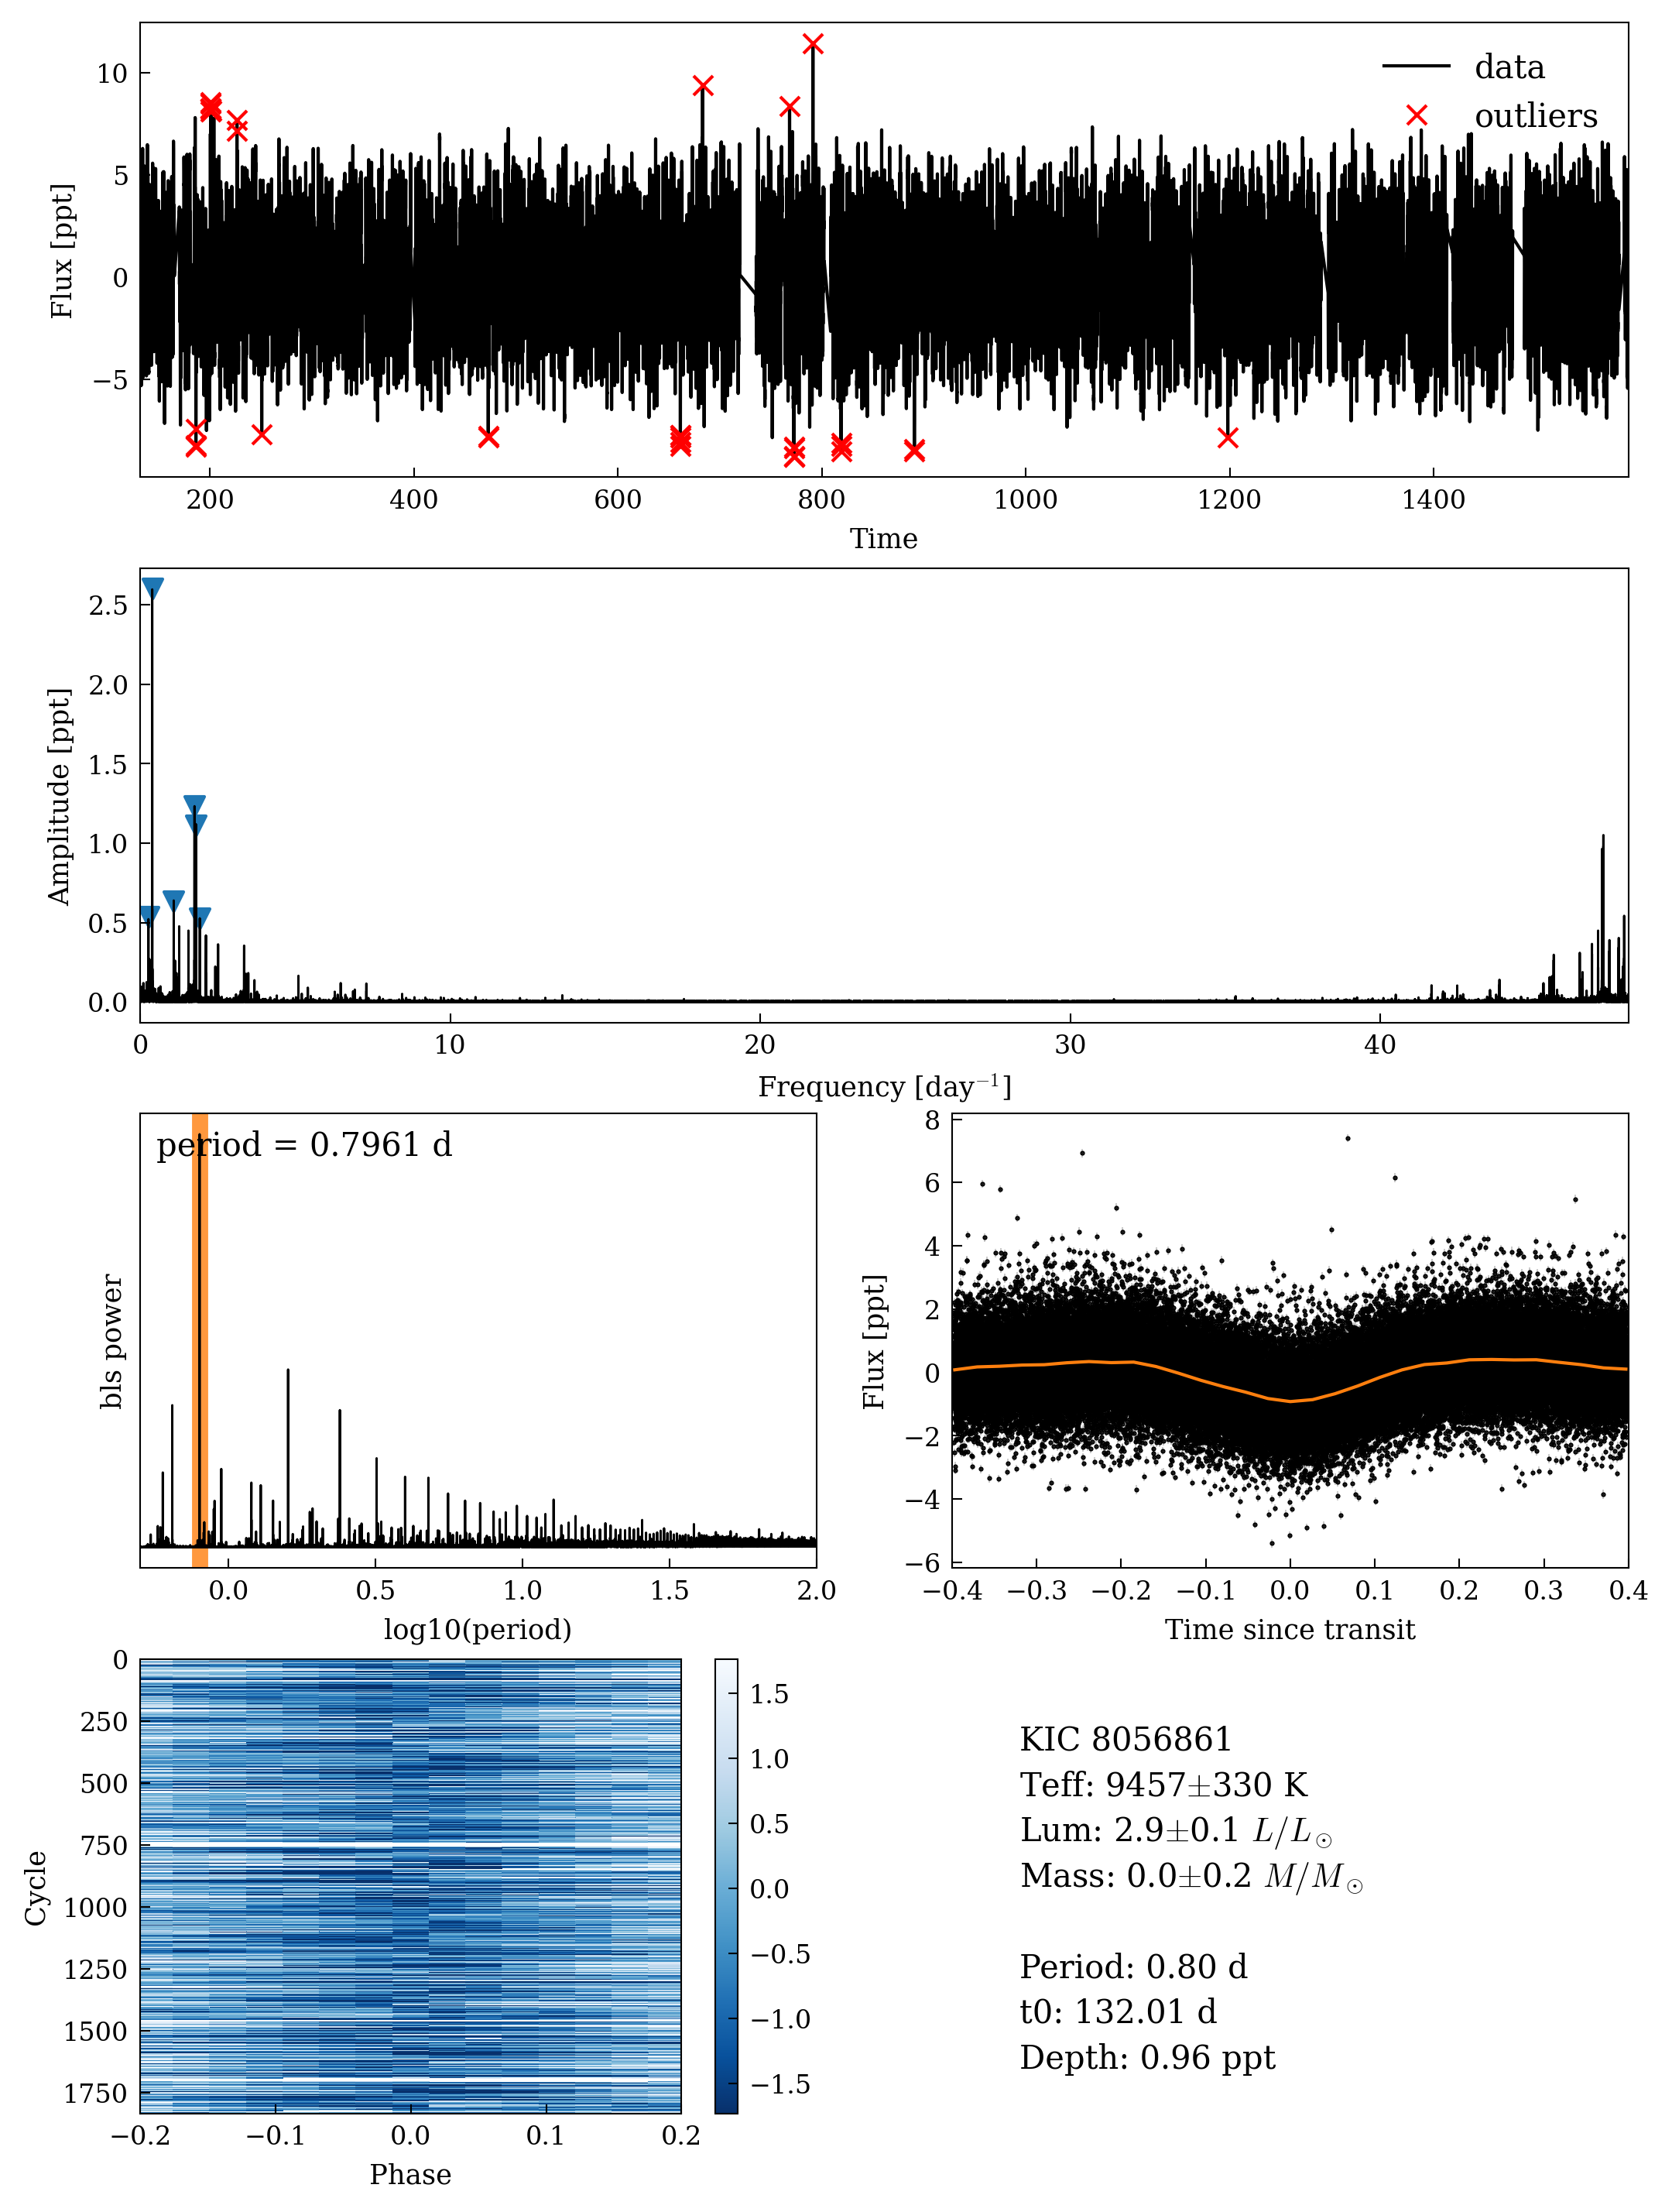 10
5
0
−5
Flux [ppt]
data
outliers
200 400 600 800 1000 1200 1400
Time
2.5
2.0
1.5
1.0
0.5
0.0
Amplitude [ppt]
0 10 20 30 40
Frequency [day⁻¹]
period = 0.7961 d
bls power
0.0 0.5 1.0 1.5 2.0
log10(period)
8
6
4
2
0
−2
−4
−6
Flux [ppt]
−0.4 −0.3 −0.2 −0.1 0.0 0.1 0.2 0.3 0.4
Time since transit
0
250
500
750
1000
1250
1500
1750
Cycle
−0.2 −0.1 0.0 0.1 0.2
Phase
1.5
1.0
0.5
0.0
−0.5
−1.0
−1.5
KIC 8056861
Teff: 9457±330 K
Lum: 2.9±0.1 L/L⊙
Mass: 0.0±0.2 M/M⊙
Period: 0.80 d
t0: 132.01 d
Depth: 0.96 ppt